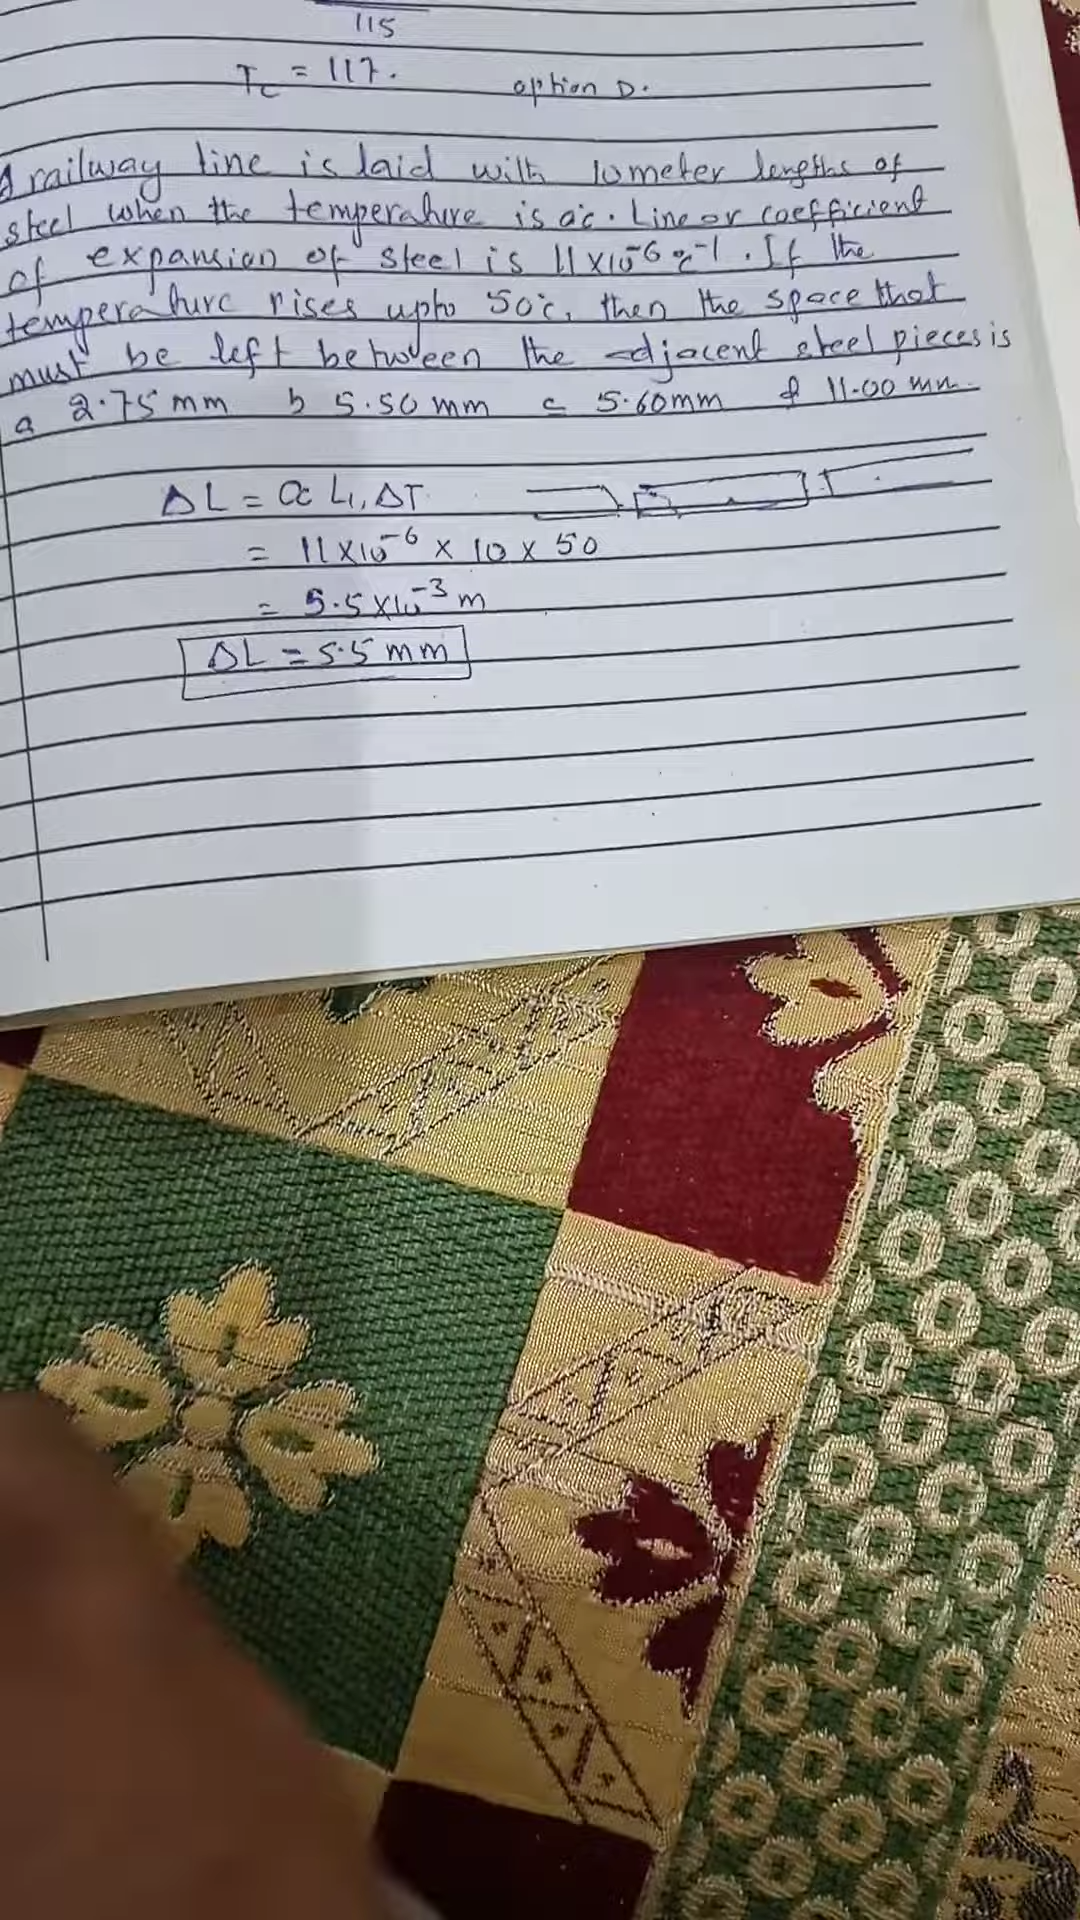 115
Tc = 117. option D.
A railway line is laid with 10 meter lengths of
steel when the temperature is 0°c. Linear coefficient
of expansion of steel is 11×10⁻⁶ °c⁻¹. If the
temperature rises upto 50°c, then the space that
must be left between the adjacent steel pieces is
a 2.75 mm b 5.50 mm c 5.60mm d 11.00 mm.
ΔL = α L₁, ΔT
= 11×10⁻⁶ × 10 × 50
= 5.5×10⁻³ m
ΔL = 5.5 mm